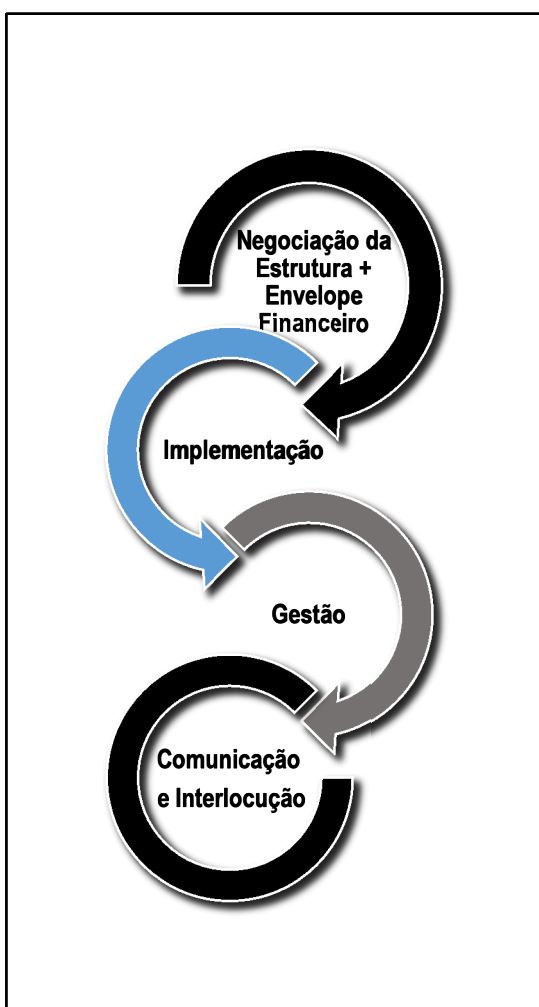 Negociação da
Estrutura +
Envelope
Financeiro
Implementação
Gestão
Comunicação
e Interlocução